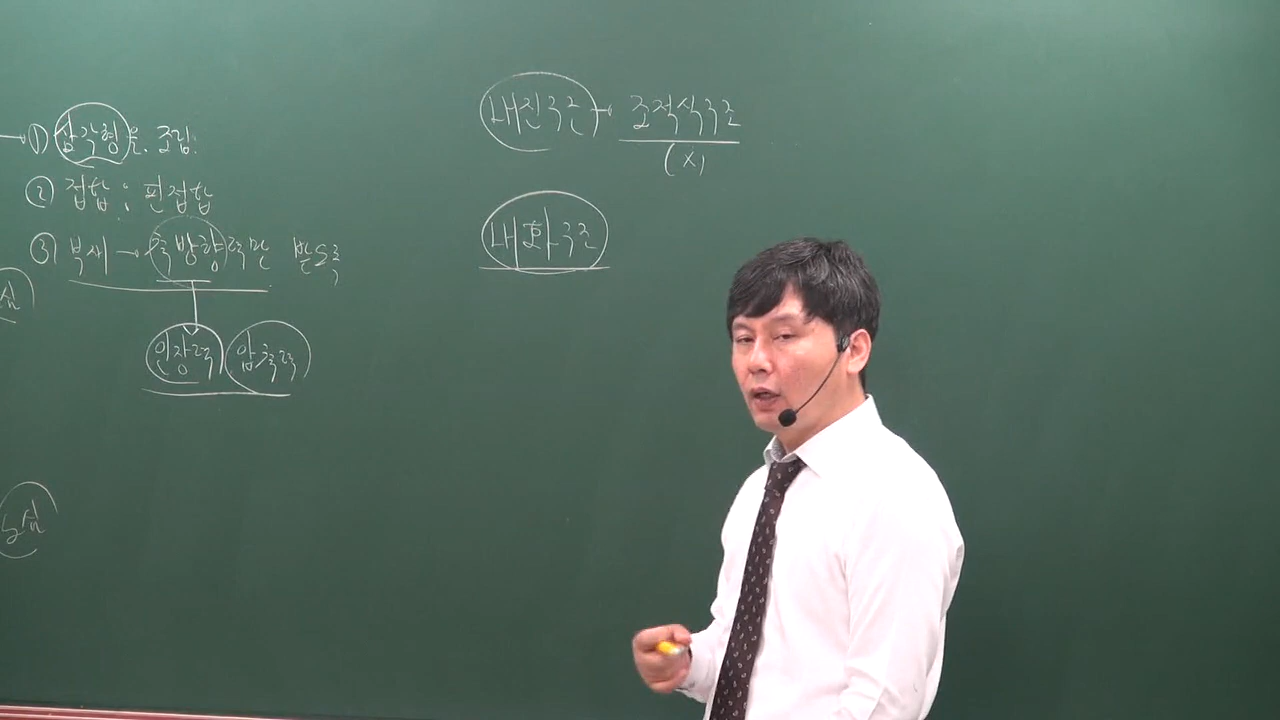 ① 삼각형으로 조립.
② 접합 : 핀접합
③ 부재 → 축방향력만 받도록
인장력 압축력
내진구조 → 조적식구조
(X)
내화구조